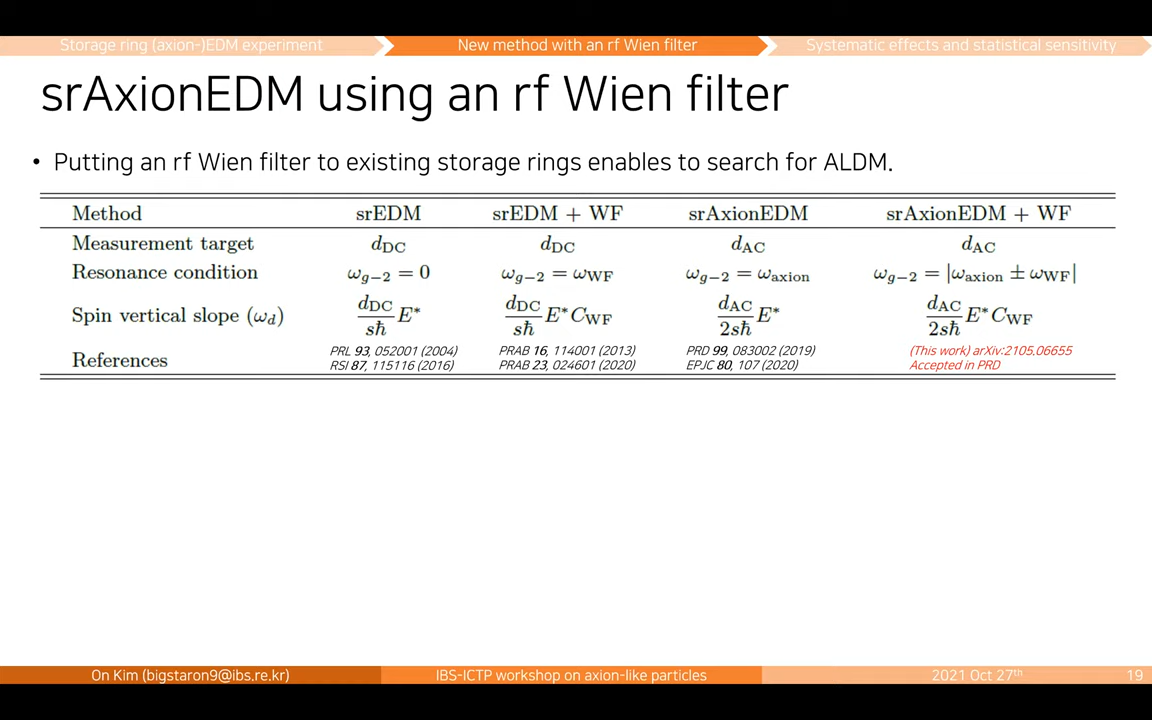 Storage ring (axion-)EDM experiment New method with an rf Wien filter Systematic effects and statistical sensitivity
srAxionEDM using an rf Wien filter
• Putting an rf Wien filter to existing storage rings enables to search for ALDM.
Method srEDM srEDM + WF srAxionEDM srAxionEDM + WF
Measurement target d_DC d_DC d_AC d_AC
Resonance condition ω_{g−2} = 0 ω_{g−2} = ω_WF ω_{g−2} = ω_axion ω_{g−2} = |ω_axion ± ω_WF|
Spin vertical slope (ω_d) \frac{d_DC}{sħ} E* \frac{d_DC}{sħ} E* C_WF \frac{d_AC}{2sħ} E* \frac{d_AC}{2sħ} E* C_WF
References PRL 93, 052001 (2004) PRAB 16, 114001 (2013) PRD 99, 083002 (2019) (This work) arXiv:2105.06655
RSI 87, 115116 (2016) PRAB 23, 024601 (2020) EPJC 80, 107 (2020) Accepted in PRD
On Kim (bigstaron9@ibs.re.kr) IBS-ICTP workshop on axion-like particles 2021 Oct 27th 19